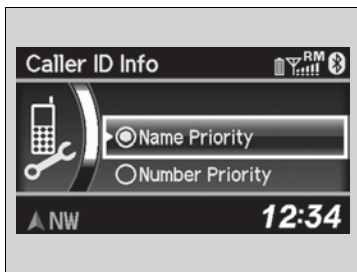 Caller ID Info
RM
Name Priority
Number Priority
NW
12:34